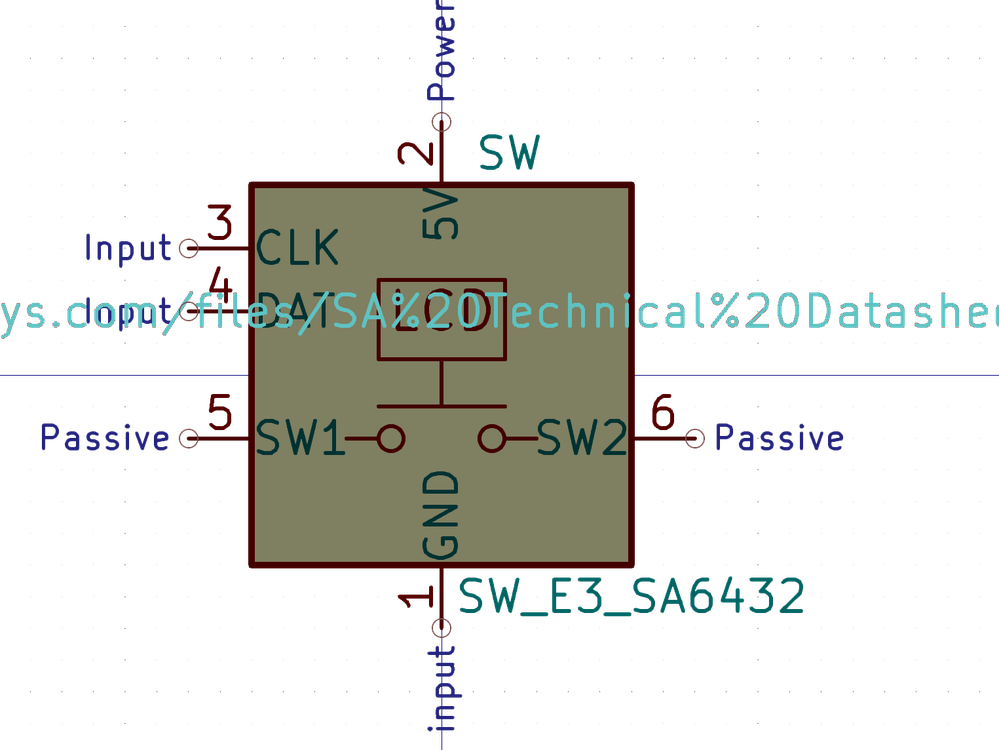 Power
2
SW
5V
3
Input
CLK
4
Input
DAT
LCD
ys.com/files/SA%20Technical%20Datashee
5
6
Passive
SW1
SW2
Passive
GND
1
SW_E3_SA6432
input